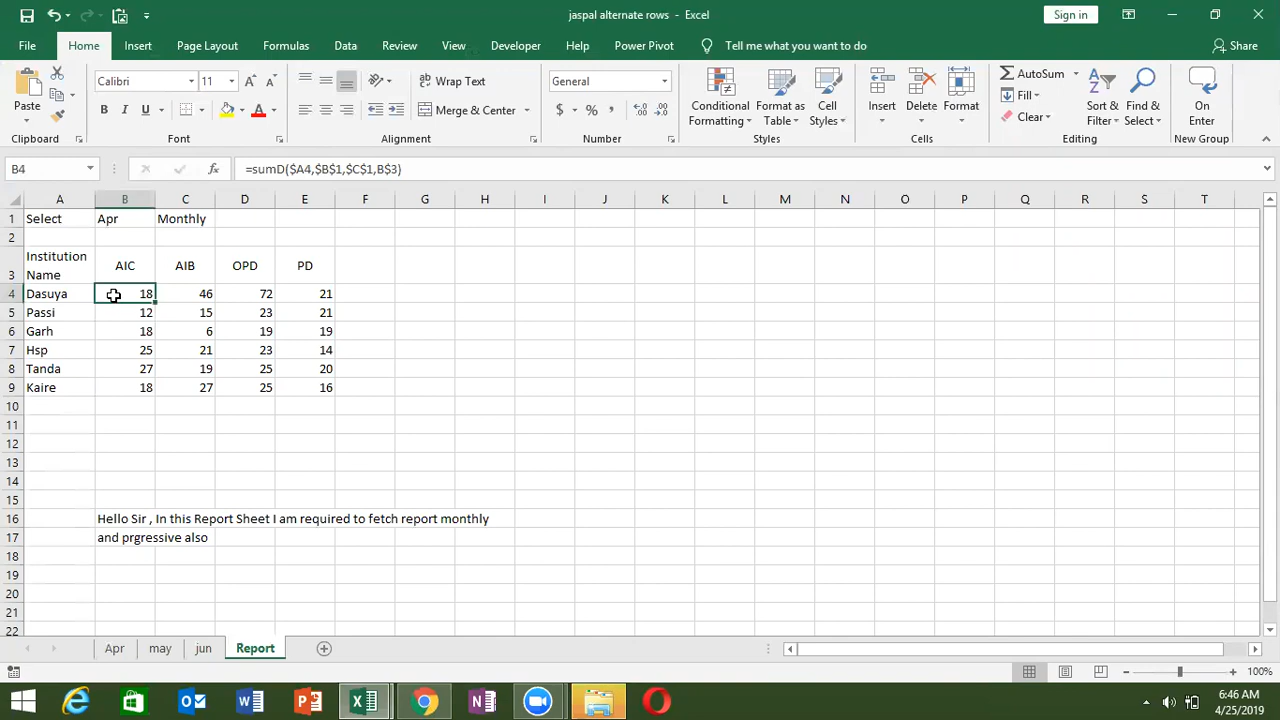 jaspal alternate rows - Excel
Sign in
File Home Insert Page Layout Formulas Data Review View Developer Help Power Pivot Tell me what you want to do Share
Paste Calibri 11 A A Wrap Text General Conditional Formatting Format as Table Cell Styles Insert Delete Format AutoSum Fill Clear Sort & Filter Find & Select On Enter
B I U A Merge & Center $ % ,
Clipboard Font Alignment Number Styles Cells Editing New Group
B4 fx =sumD($A4,$B$1,$C$1,B$3)
A B C D E F G H I J K L M N O P Q R S T
1 Select Apr Monthly
2
3 Institution Name AIC AIB OPD PD
4 Dasuya 18 46 72 21
5 Passi 12 15 23 21
6 Garh 18 6 19 19
7 Hsp 25 21 23 14
8 Tanda 27 19 25 20
9 Kaire 18 27 25 16
10
11
12
13
14
15
16 Hello Sir , In this Report Sheet I am required to fetch report monthly
17 and prgressive also
18
19
20
21
22
Apr may jun Report
100%
6:46 AM
4/25/2019